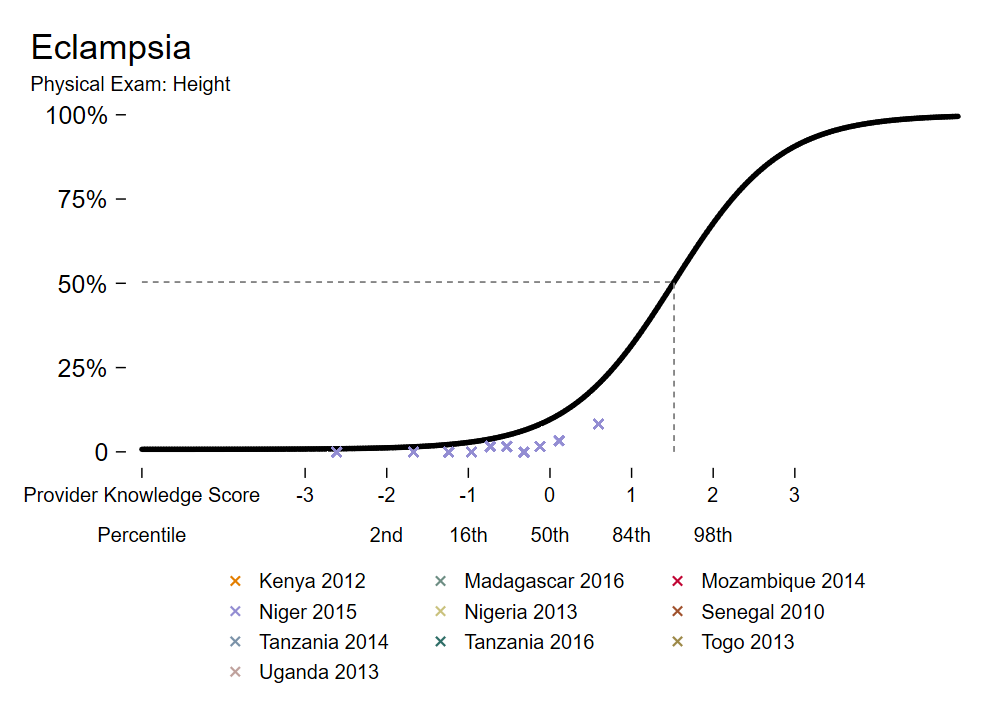 Eclampsia
Physical Exam: Height
100%
75%
50%
25%
0
Provider Knowledge Score -3 -2 -1 0 1 2 3
Percentile 2nd 16th 50th 84th 98th
Kenya 2012 Madagascar 2016 Mozambique 2014
Niger 2015 Nigeria 2013 Senegal 2010
Tanzania 2014 Tanzania 2016 Togo 2013
Uganda 2013